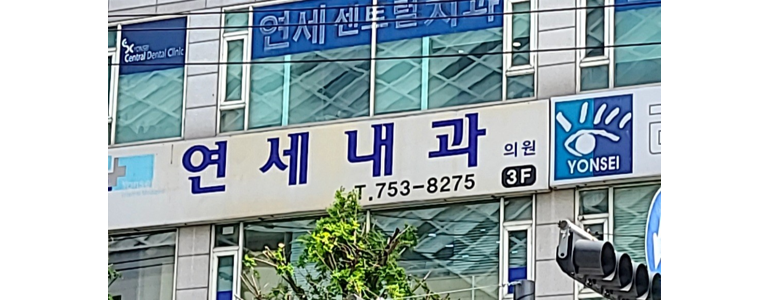 YONSEI
Central Dental Clinic
연세센트럴치과
연세내과 의원
T.753-8275 3F
YONSEI